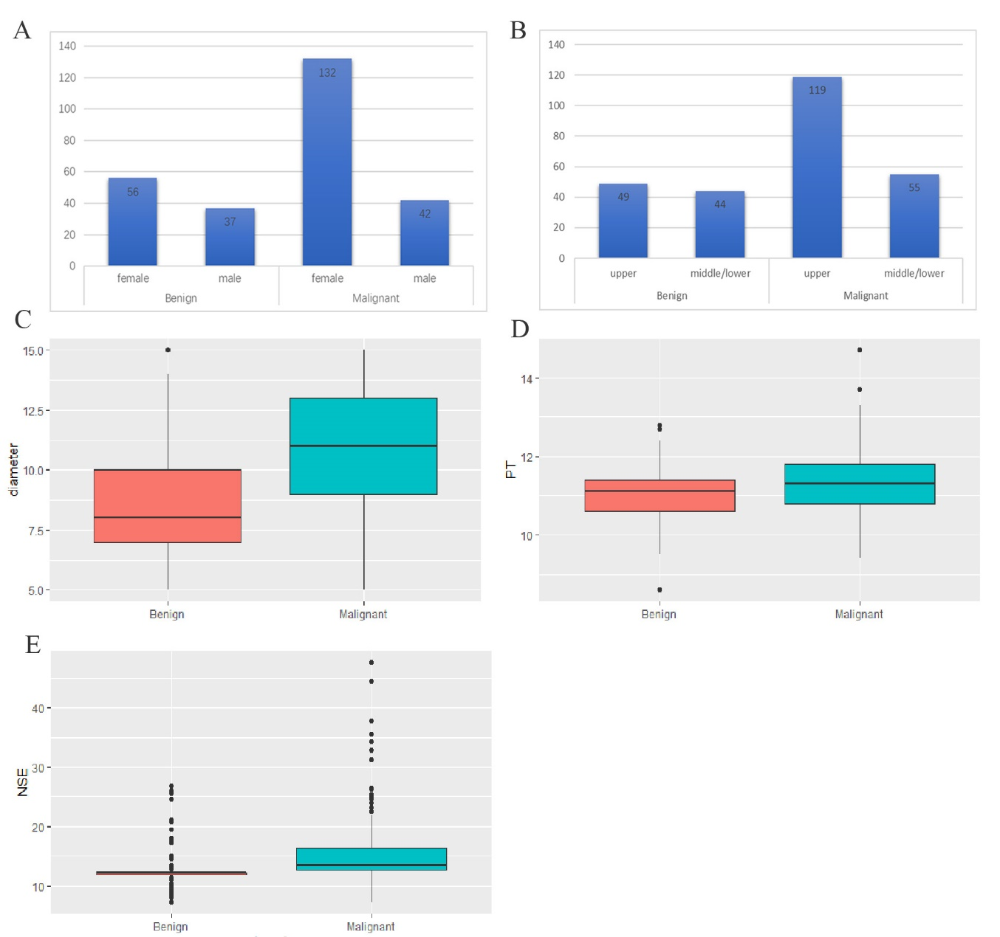 A
140
120
100
80
60
40
20
0
56
37
132
42
female male female male
Benign Malignant
B
140
120
100
80
60
40
20
0
49
44
119
55
upper middle/lower upper middle/lower
Benign Malignant
C
diameter
15.0
12.5
10.0
7.5
5.0
Benign Malignant
D
PT
14
12
10
Benign Malignant
E
NSE
40
30
20
10
Benign Malignant